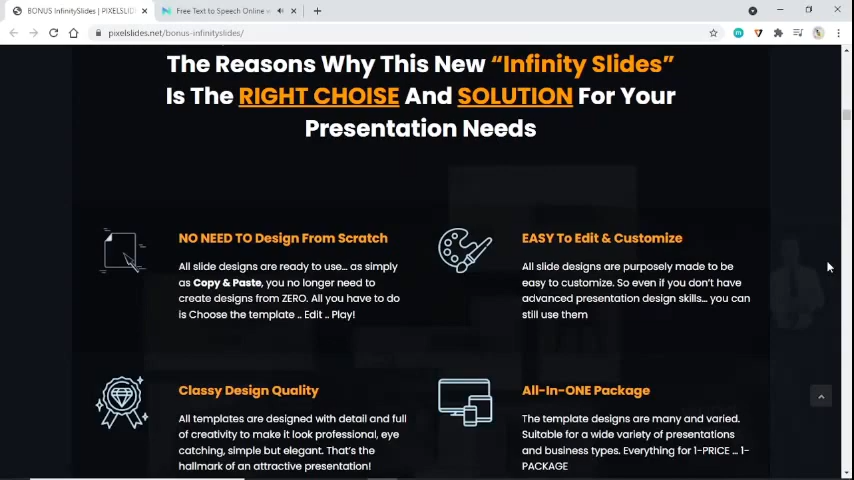 BONUS InfinitySlides | PIXELSLID
Free Text to Speech Online w
pixelslides.net/bonus-infinityslides/
The Reasons Why This New “Infinity Slides”
Is The RIGHT CHOISE And SOLUTION For Your
Presentation Needs
NO NEED TO Design From Scratch
All slide designs are ready to use... as simply
as Copy & Paste, you no longer need to
create designs from ZERO. All you have to do
is Choose the template .. Edit .. Play!
EASY To Edit & Customize
All slide designs are purposely made to be
easy to customize. So even if you don’t have
advanced presentation design skills... you can
still use them
Classy Design Quality
All templates are designed with detail and full
of creativity to make it look professional, eye
catching, simple but elegant. That’s the
hallmark of an attractive presentation!
All-In-ONE Package
The template designs are many and varied.
Suitable for a wide variety of presentations
and business types. Everything for 1-PRICE ... 1-
PACKAGE